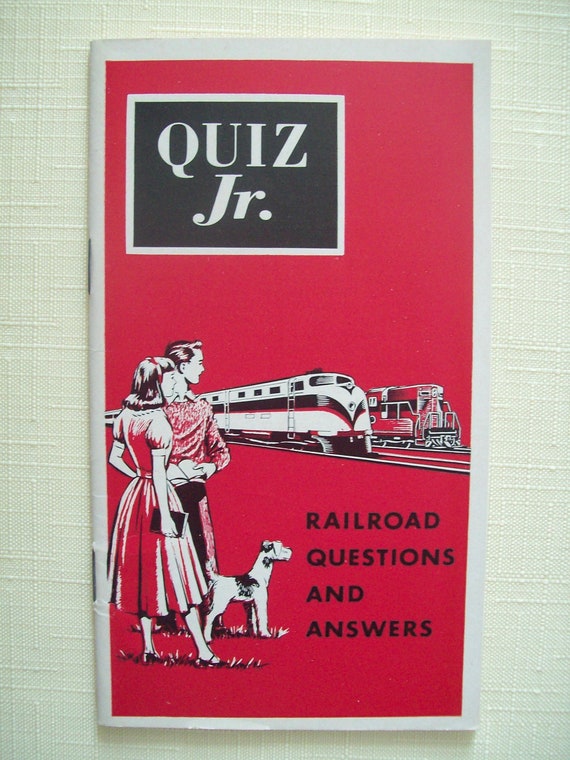 QUIZ
Jr.
RAILROAD
QUESTIONS
AND
ANSWERS